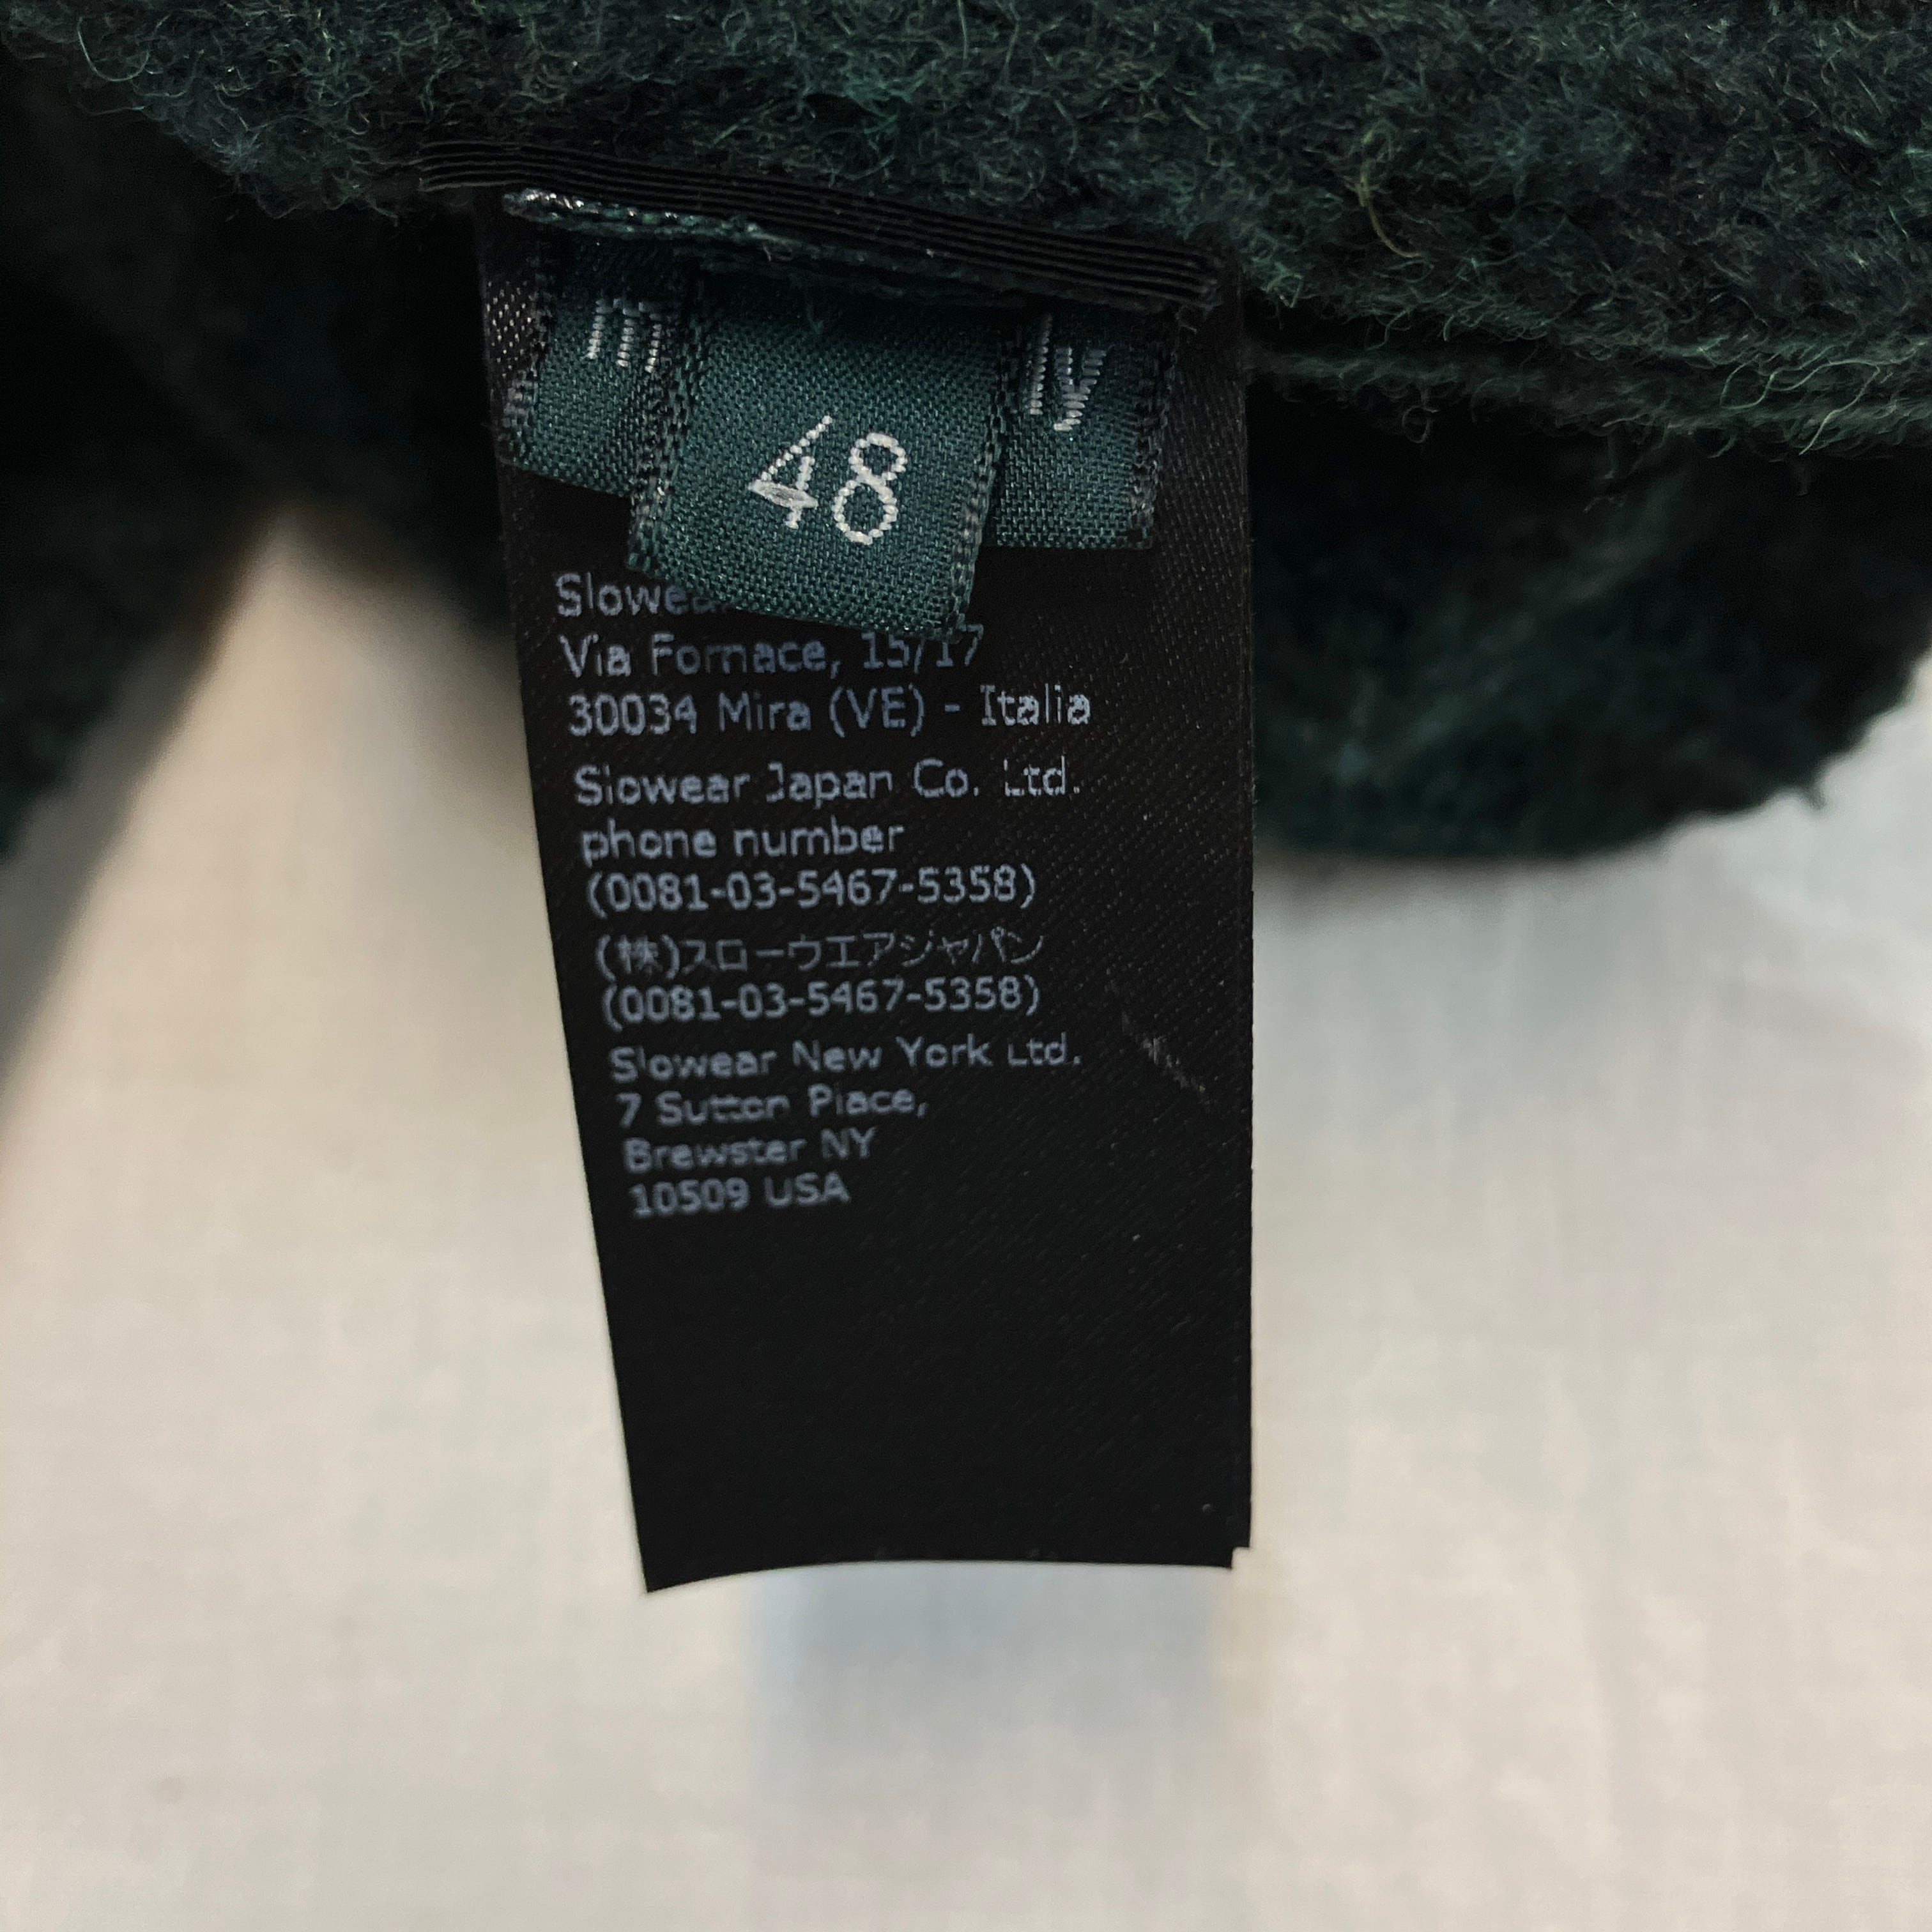 48
Via Fornace, 15/17
30034 Mira (VE) - Italia
Slowear Japan Co. Ltd.
phone number
(0081-03-5467-5358)
(株)スローウエアジャパン
(0081-03-5467-5358)
Slowear New York Ltd.
7 Sutton Place,
Brewster NY
10509 USA